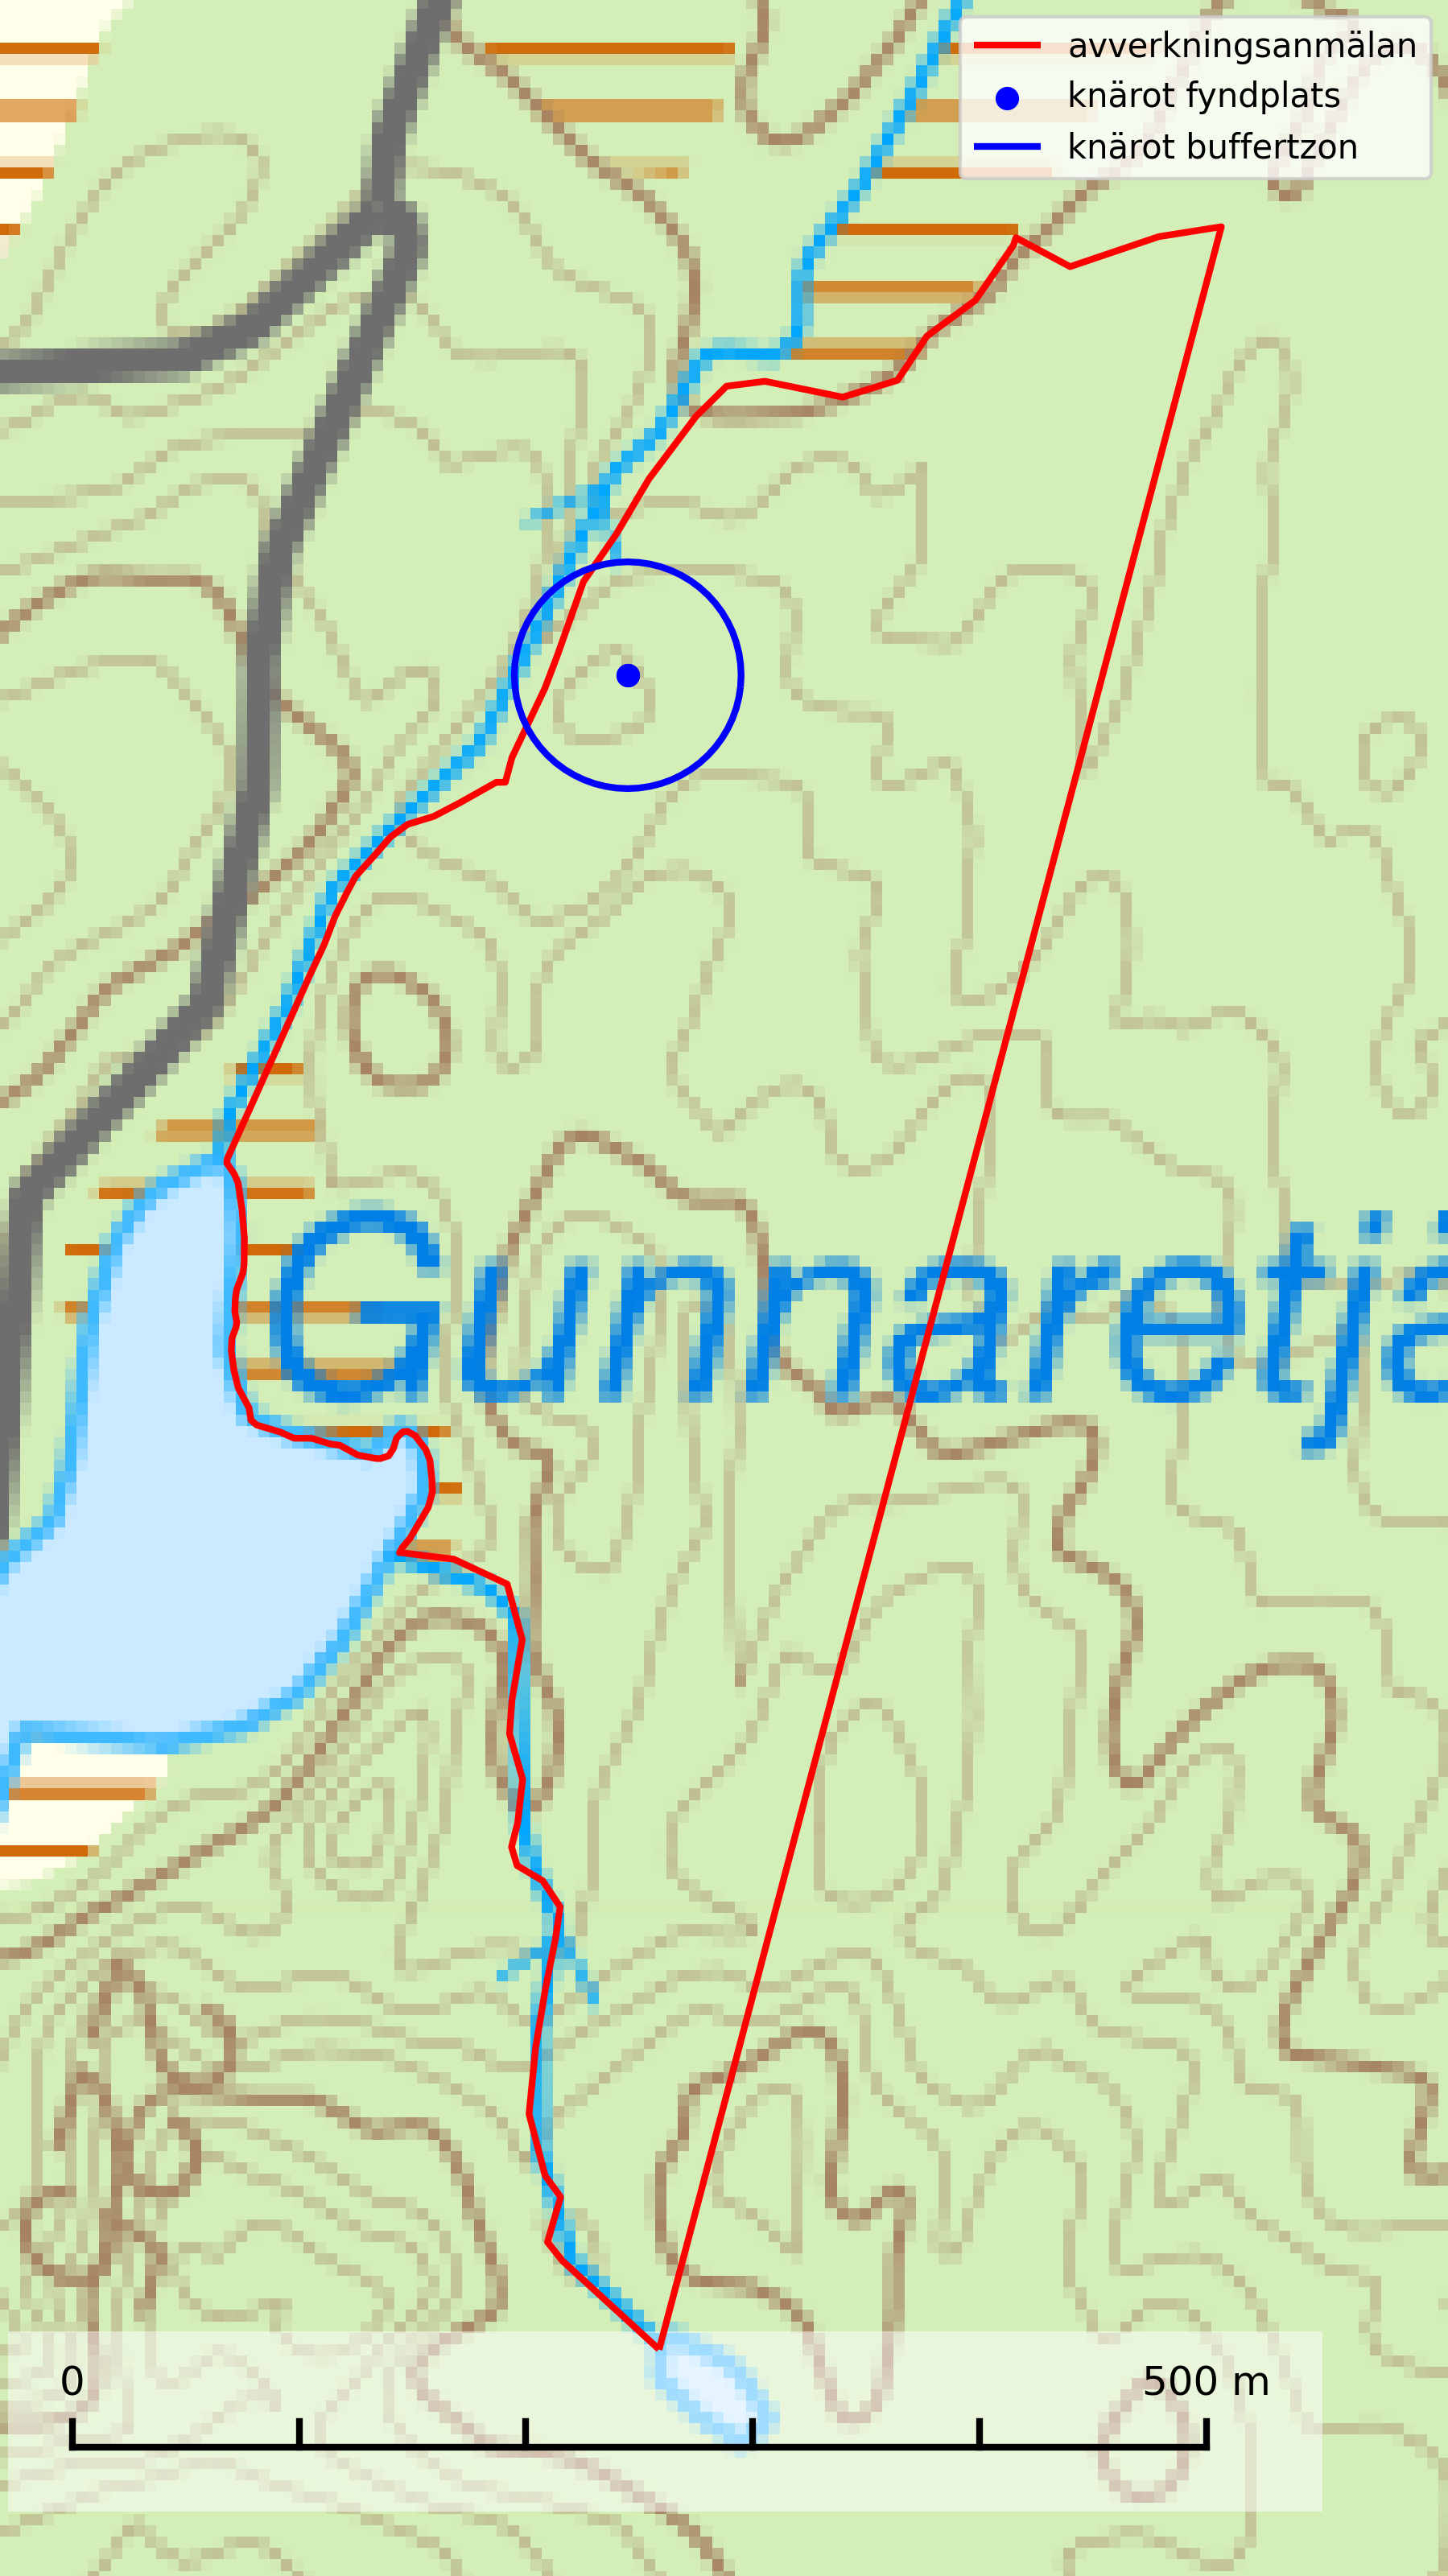 avverkningsanmälan
knärot fyndplats
knärot buffertzon
Gunnaretjä
0 500 m